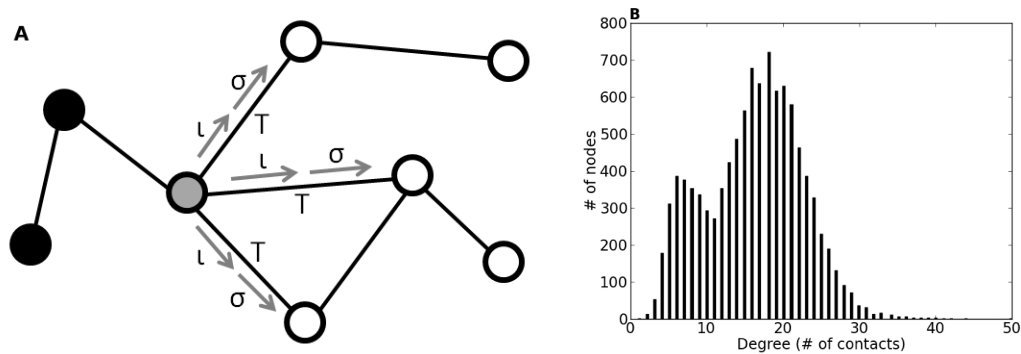 A
σ
ι
T
ι
σ
T
ι
T
σ
B
800
700
600
500
400
300
200
100
0
# of nodes
0 10 20 30 40 50
Degree (# of contacts)